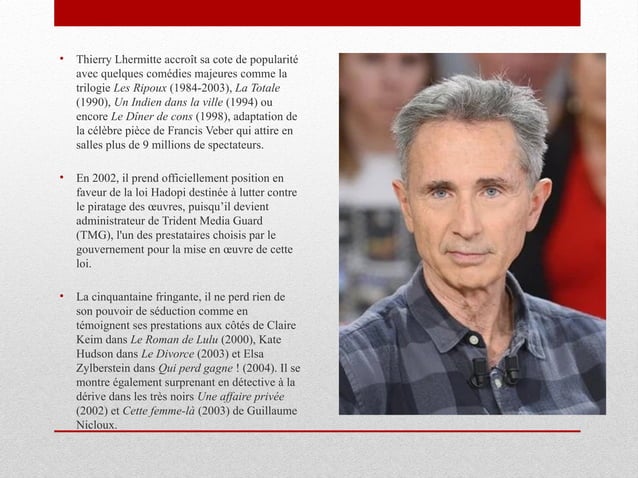 • Thierry Lhermitte accroît sa cote de popularité
avec quelques comédies majeures comme la
trilogie Les Ripoux (1984-2003), La Totale
(1990), Un Indien dans la ville (1994) ou
encore Le Dîner de cons (1998), adaptation de
la célèbre pièce de Francis Veber qui attire en
salles plus de 9 millions de spectateurs.
• En 2002, il prend officiellement position en
faveur de la loi Hadopi destinée à lutter contre
le piratage des œuvres, puisqu’il devient
administrateur de Trident Media Guard
(TMG), l'un des prestataires choisis par le
gouvernement pour la mise en œuvre de cette
loi.
• La cinquantaine fringante, il ne perd rien de
son pouvoir de séduction comme en
témoignent ses prestations aux côtés de Claire
Keim dans Le Roman de Lulu (2000), Kate
Hudson dans Le Divorce (2003) et Elsa
Zylberstein dans Qui perd gagne ! (2004). Il se
montre également surprenant en détective à la
dérive dans les très noirs Une affaire privée
(2002) et Cette femme-là (2003) de Guillaume
Nicloux.